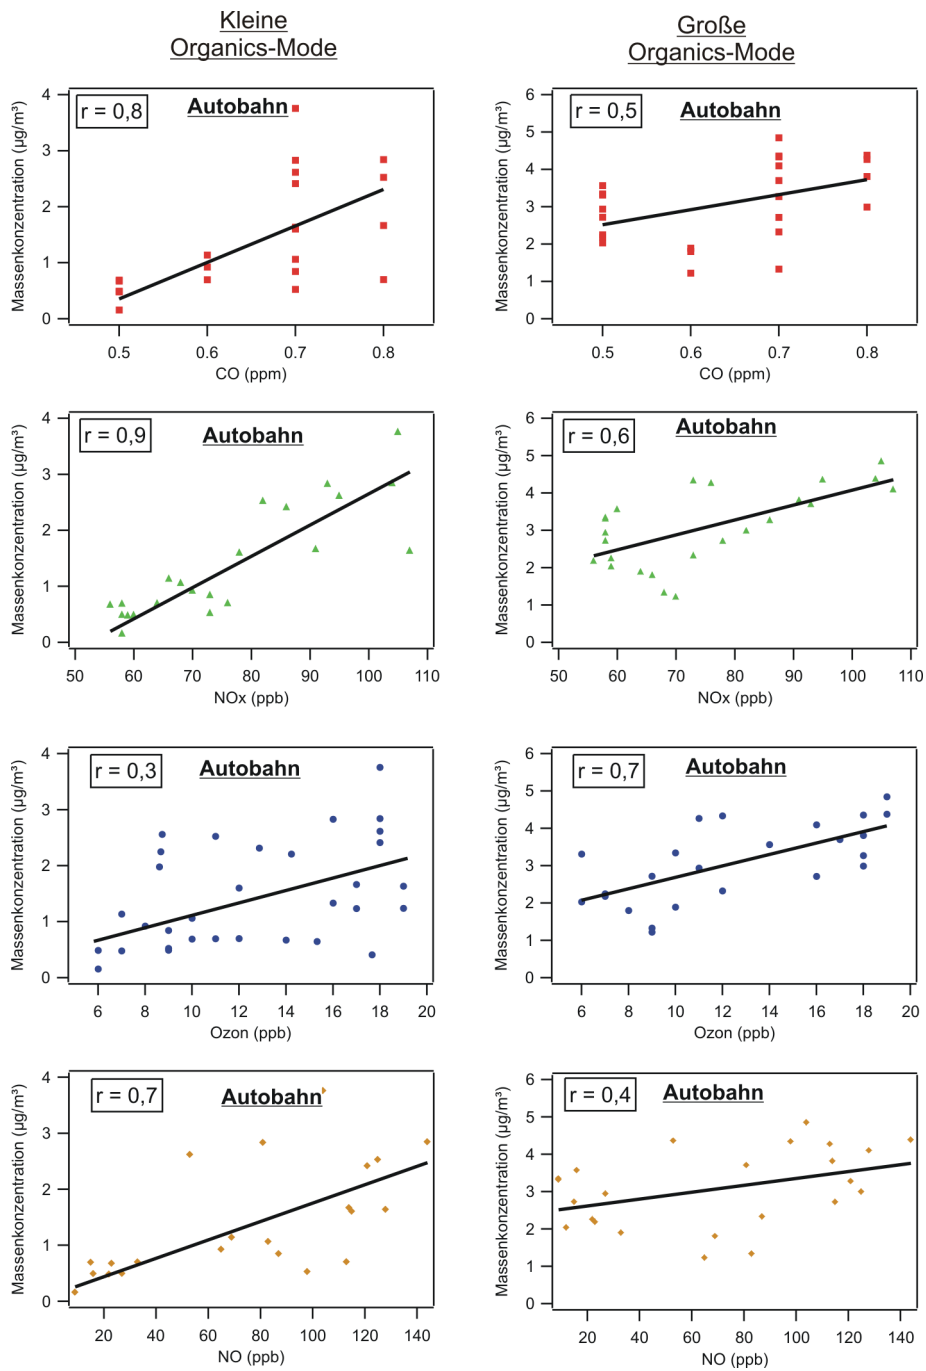 Kleine
Organics-Mode
Große
Organics-Mode
r = 0,8
Autobahn
Massenkonzentration (µg/m³)
4
3
2
1
0
0.5 0.6 0.7 0.8
CO (ppm)
r = 0,5
Autobahn
Massenkonzentration (µg/m³)
6
5
4
3
2
1
0
0.5 0.6 0.7 0.8
CO (ppm)
r = 0,9
Autobahn
Massenkonzentration (µg/m³)
4
3
2
1
0
50 60 70 80 90 100 110
NOx (ppb)
r = 0,6
Autobahn
Massenkonzentration (µg/m³)
6
5
4
3
2
1
0
50 60 70 80 90 100 110
NOx (ppb)
r = 0,3
Autobahn
Massenkonzentration (µg/m³)
4
3
2
1
0
6 8 10 12 14 16 18 20
Ozon (ppb)
r = 0,7
Autobahn
Massenkonzentration (µg/m³)
6
5
4
3
2
1
0
6 8 10 12 14 16 18 20
Ozon (ppb)
r = 0,7
Autobahn
Massenkonzentration (µg/m³)
4
3
2
1
0
20 40 60 80 100 120 140
NO (ppb)
r = 0,4
Autobahn
Massenkonzentration (µg/m³)
6
5
4
3
2
1
0
20 40 60 80 100 120 140
NO (ppb)